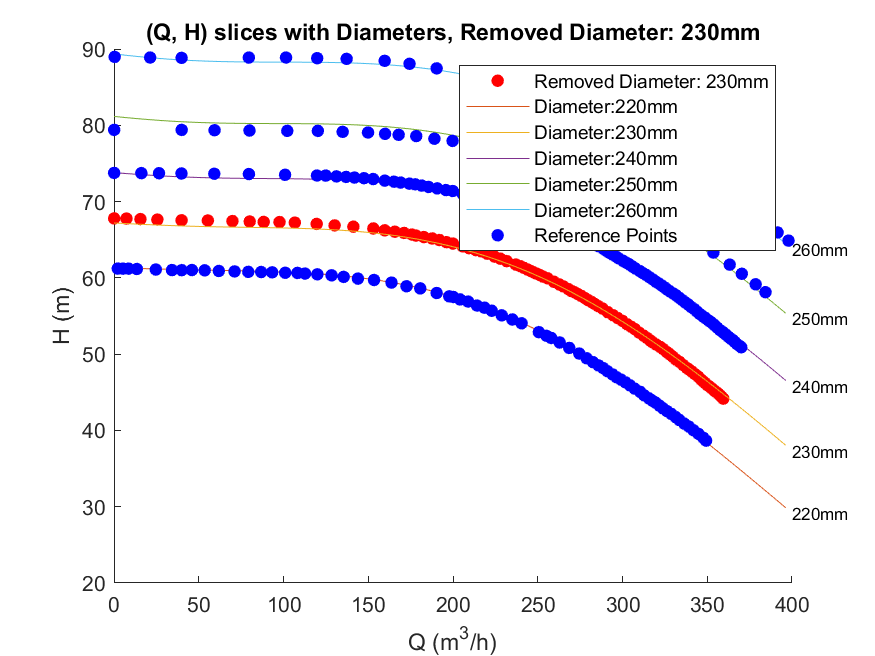 (Q, H) slices with Diameters, Removed Diameter: 230mm
90
80
70
60
50
40
30
20
H (m)
Removed Diameter: 230mm
Diameter:220mm
Diameter:230mm
Diameter:240mm
Diameter:250mm
Diameter:260mm
Reference Points
260mm
250mm
240mm
230mm
220mm
0 50 100 150 200 250 300 350 400
Q (m³/h)